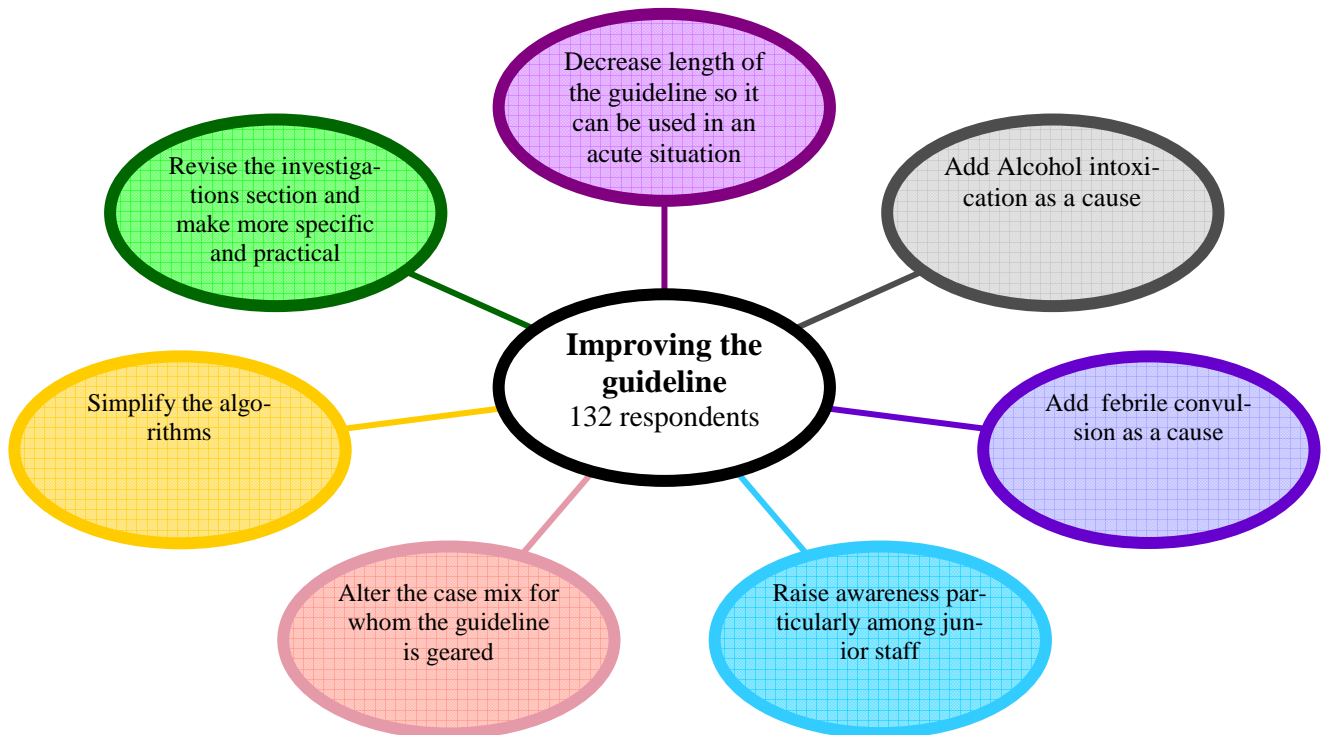 Decrease length of
the guideline so it
can be used in an
acute situation
Revise the investiga-
tions section and
make more specific
and practical
Add Alcohol intoxi-
cation as a cause
Improving the
guideline
132 respondents
Simplify the algo-
rithms
Add  febrile convul-
sion as a cause
Alter the case mix for
whom the guideline
is geared
Raise awareness par-
ticularly among jun-
ior staff